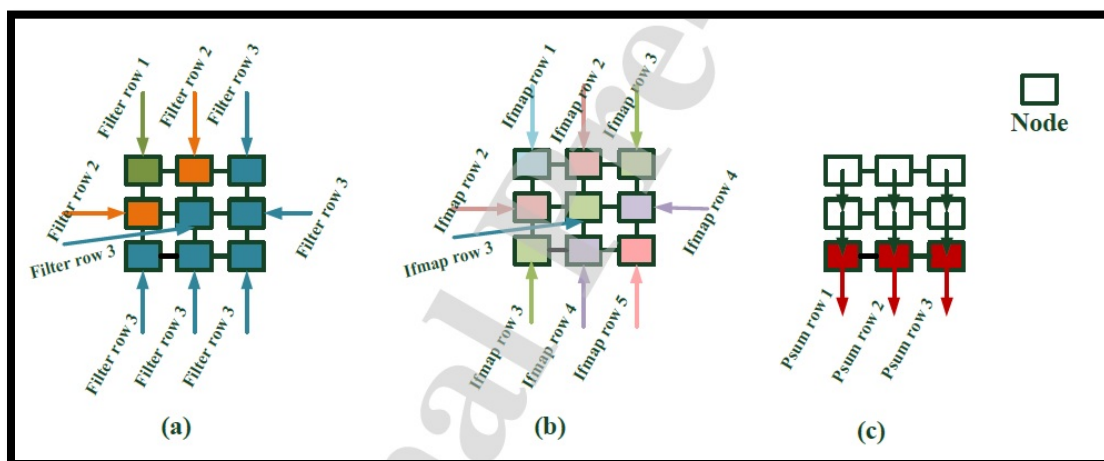 Filter row 1
Filter row 2
Filter row 3
Filter row 2
Filter row 3
Filter row 3
Filter row 3
Filter row 3
Filter row 3
(a)
Ifmap row 1
Ifmap row 2
Ifmap row 3
Ifmap row 2
Ifmap row 4
Ifmap row 3
Ifmap row 3
Ifmap row 4
Ifmap row 5
(b)
Node
Psum row 1
Psum row 2
Psum row 3
(c)